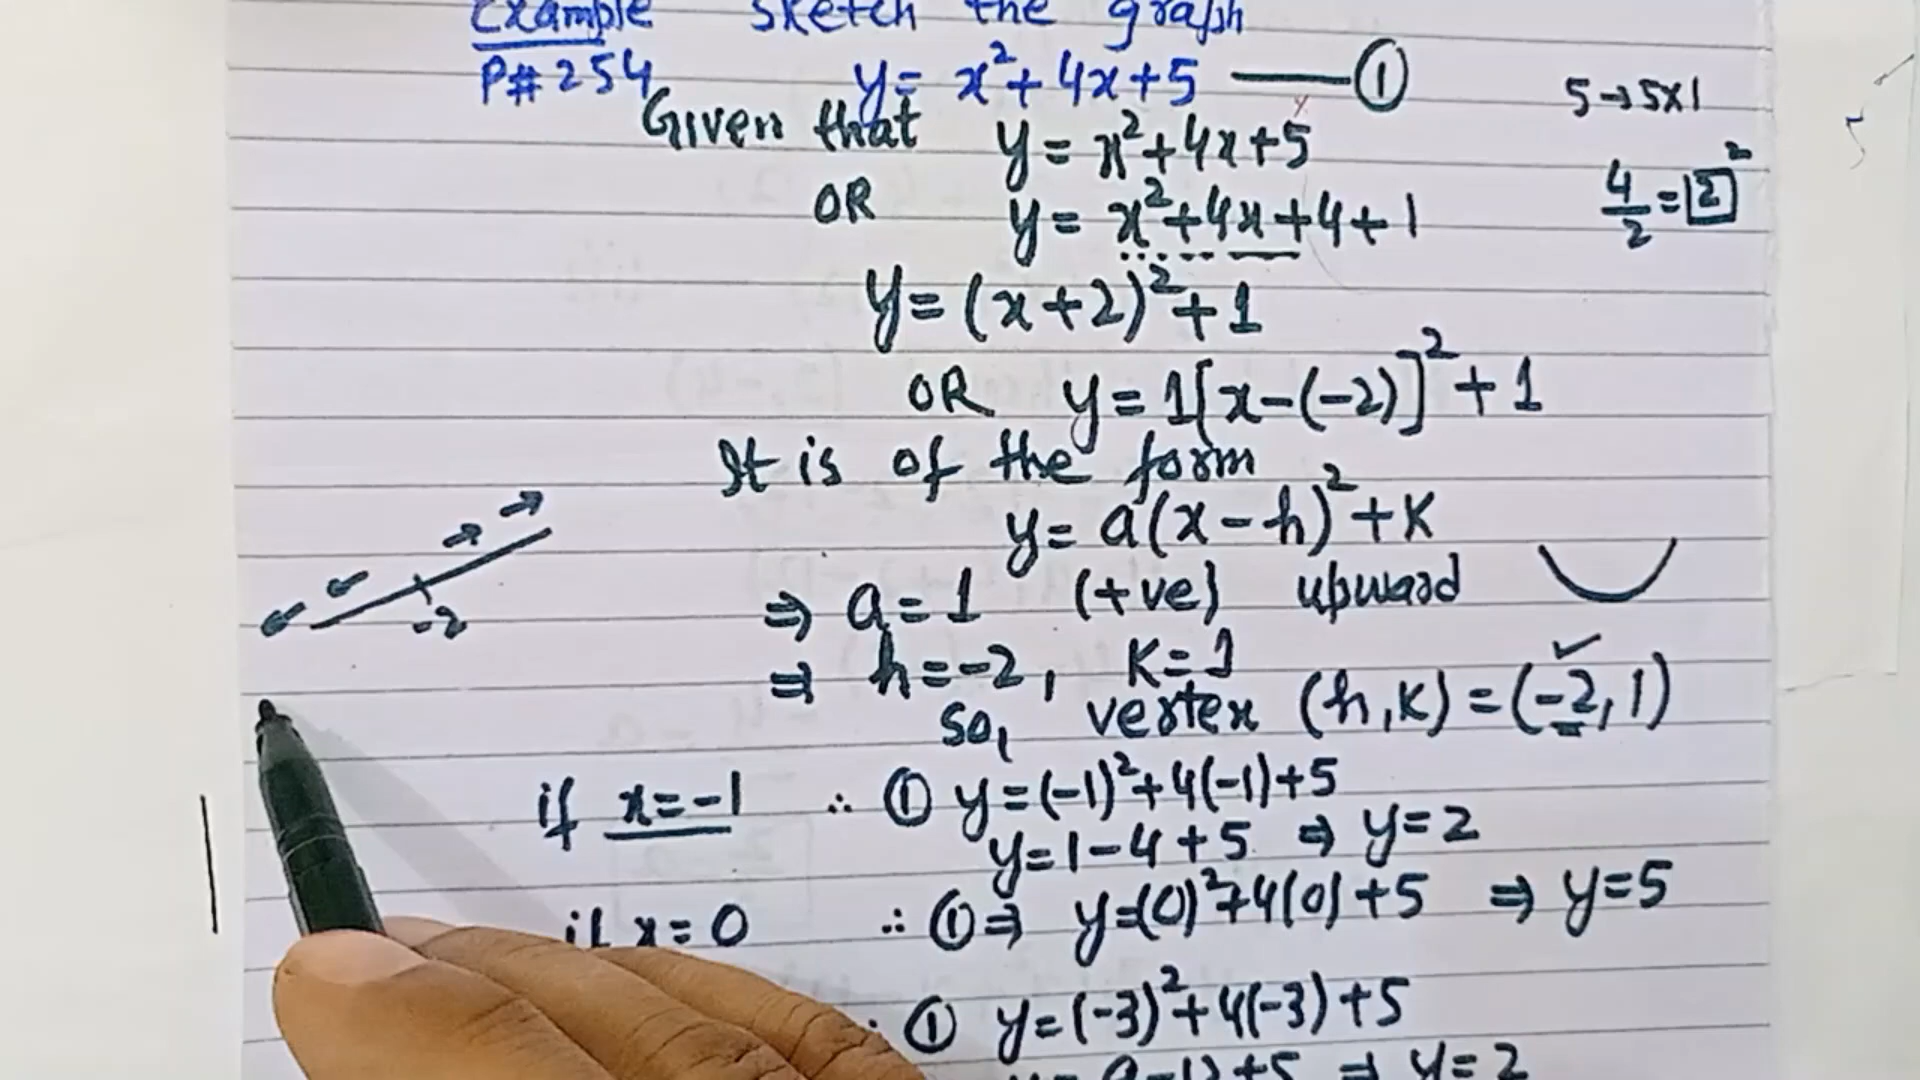 Example Sketch the graph
P#254 y = x²+4x+5 —— ①
5→5×1
Given that y = x²+4x+5
4/2 = 2²
OR y = x²+4x+4+1
y = (x+2)²+1
OR y = 1[x-(-2)]²+1
It is of the form
y = a(x-h)²+K
⇒ a = 1 (+ve) upward
-2
⇒ h = -2, K = 1
So, vertex (h,K) = (-2,1)
if x = -1 ∴ ① y = (-1)²+4(-1)+5
y = 1-4+5 ⇒ y = 2
if x = 0 ∴ ① ⇒ y = (0)²+4(0)+5 ⇒ y = 5
① y = (-3)²+4(-3)+5
y = 9-12+5 ⇒ y = 2